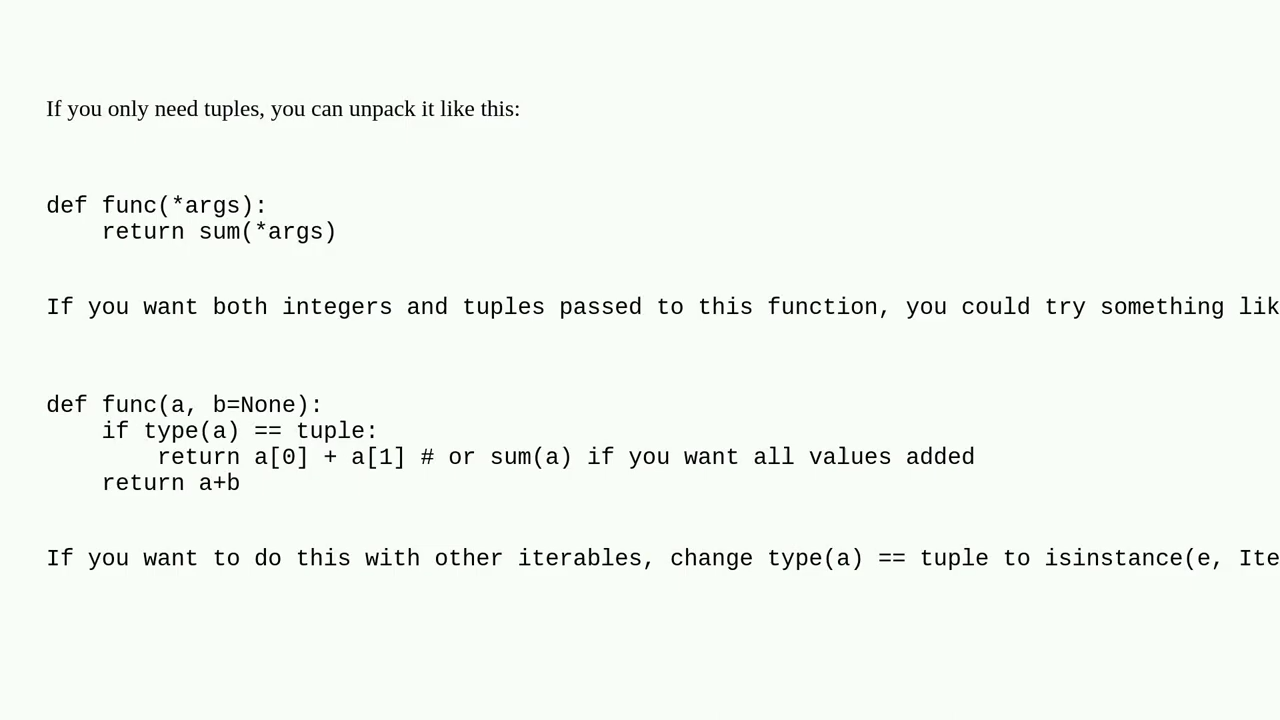 If you only need tuples, you can unpack it like this:
def func(*args):
    return sum(*args)
If you want both integers and tuples passed to this function, you could try something
def func(a, b=None):
    if type(a) == tuple:
        return a[0] + a[1] # or sum(a) if you want all values added
    return a+b
If you want to do this with other iterables, change type(a) == tuple to isinstance(e,